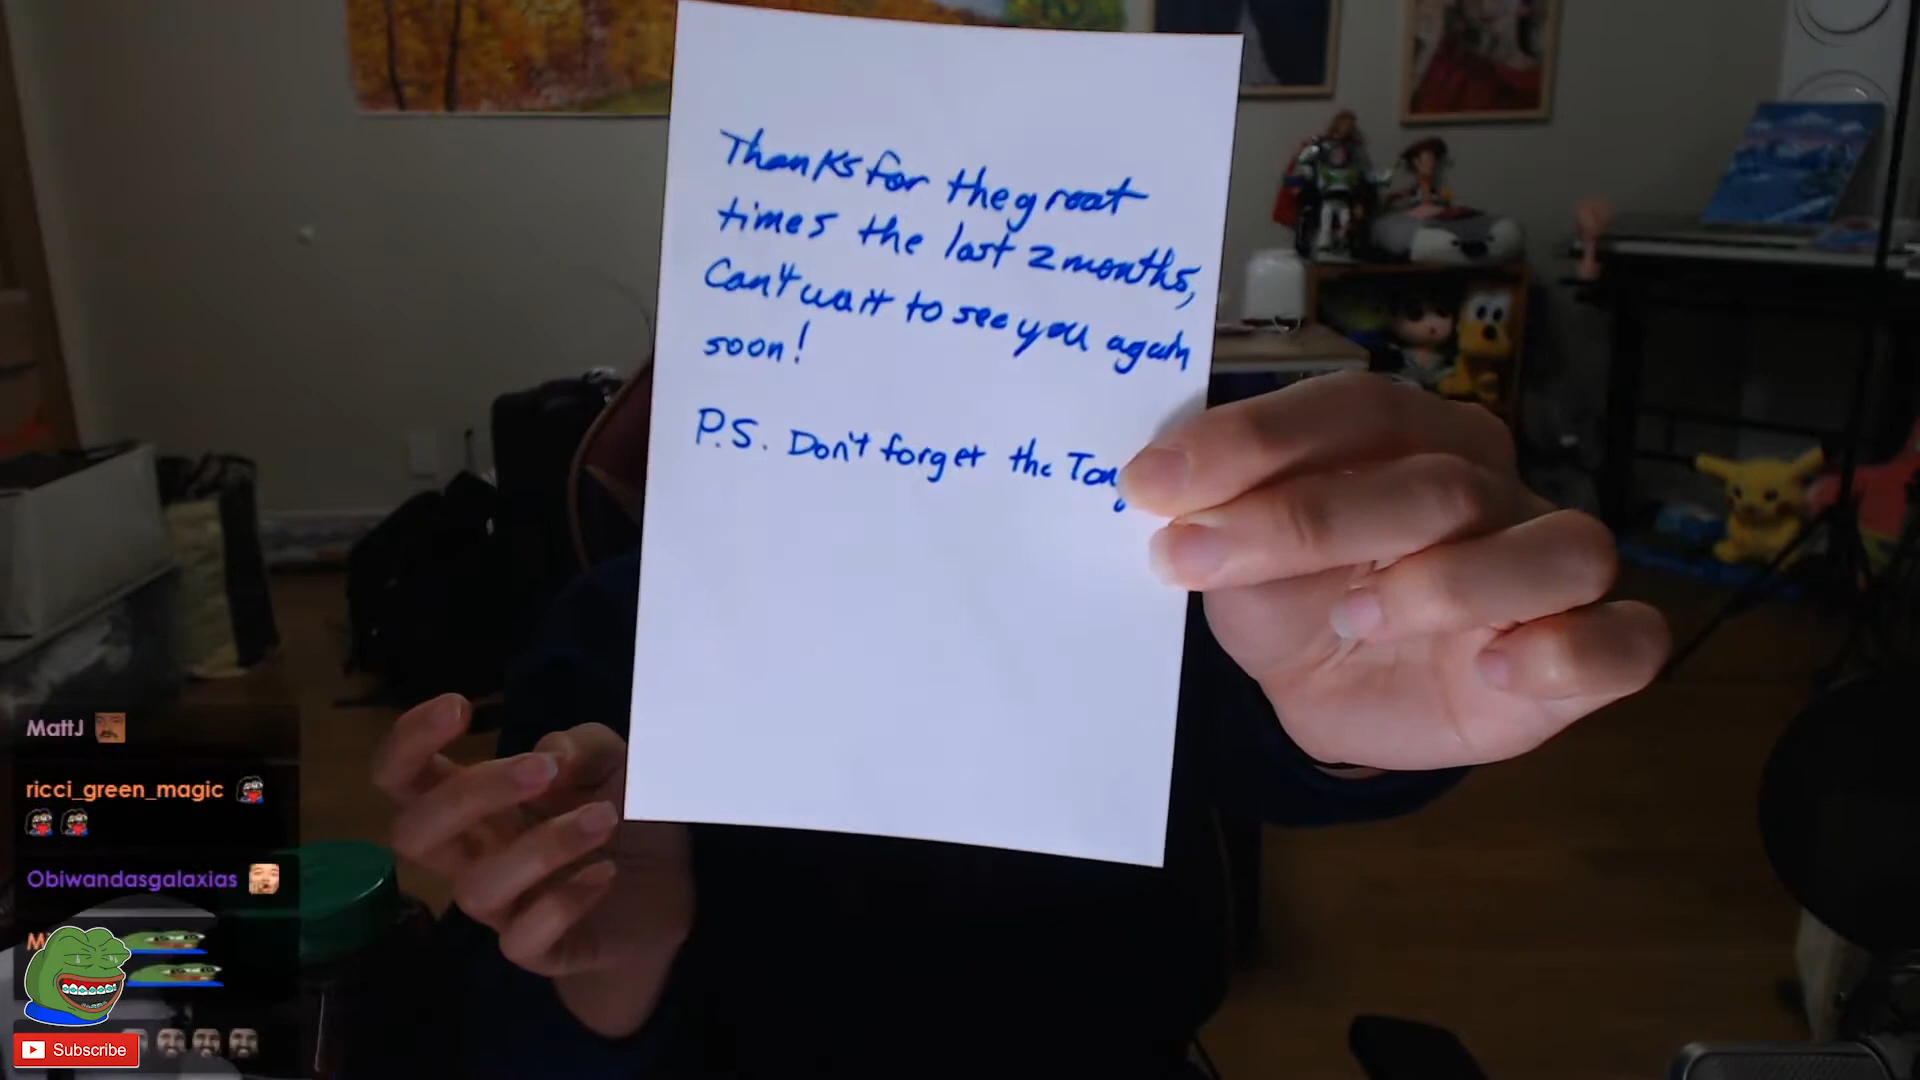 Thanks for the great
times the last 2 months,
Can't wait to see you again
soon!
P.S. Don't forget the
MattJ
ricci_green_magic
Obiwandasgalaxias
Subscribe